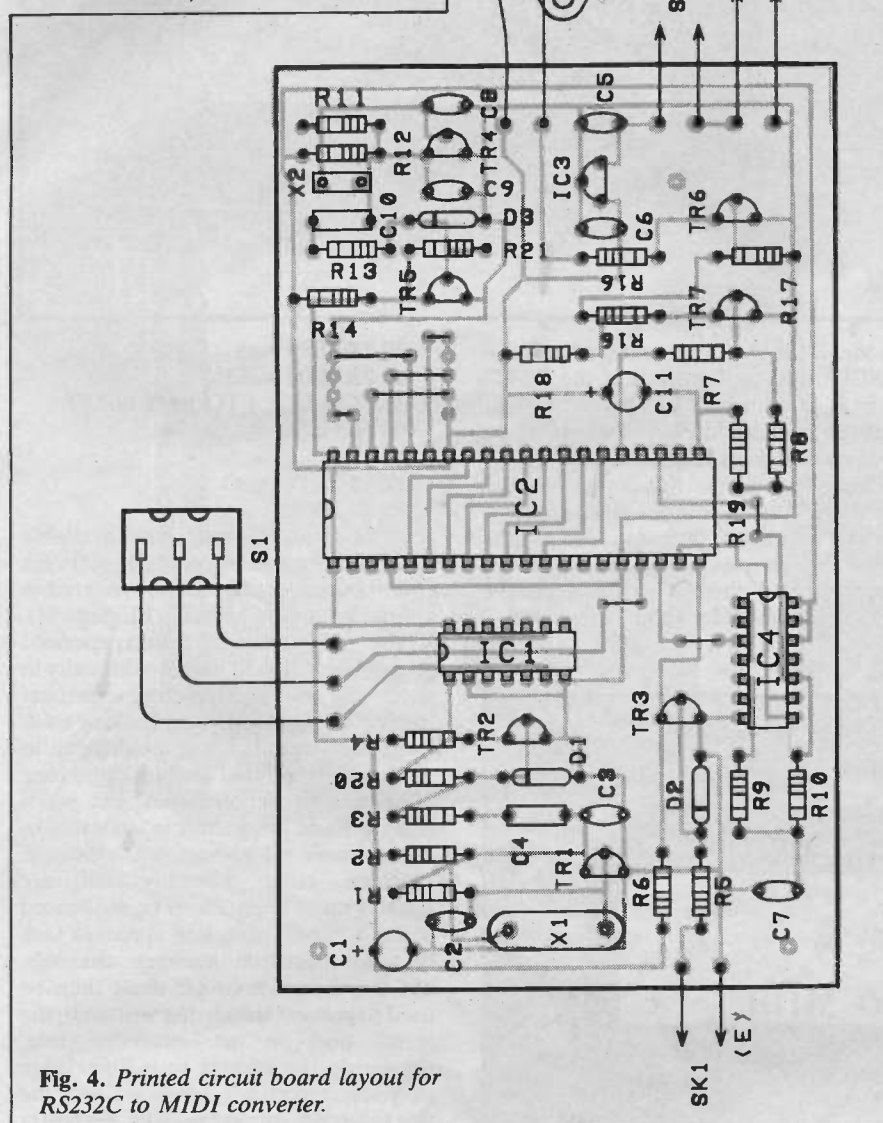 S
R11
C8
C5
X2
R12
TR4
IC3
C9
C10
D3
C6
TR6
R13
TR5
R21
R16
R17
R14
R16
TR7
R18
C11
R7
R8
IC2
R19
S1
IC1
IC4
R4
TR2
TR3
R20
D1
R3
C4
C3
D2
R9
R10
R2
TR1
R1
R6
R5
C1
+
+
C2
X1
C7
SK1
(E)
Fig. 4. Printed circuit board layout for
RS232C to MIDI converter.